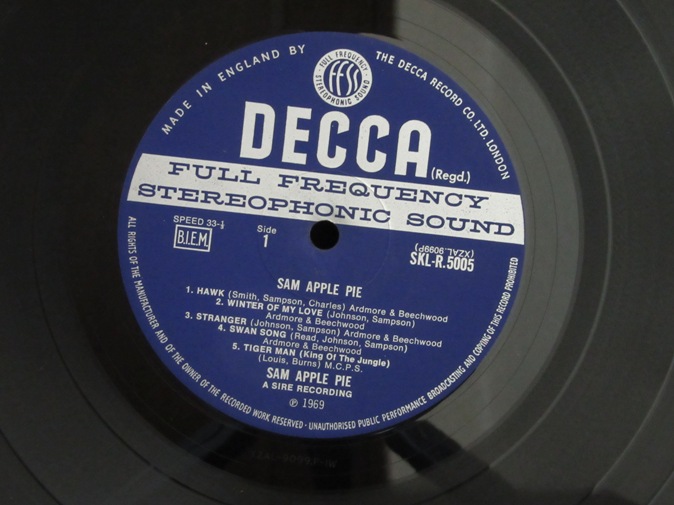 MADE IN ENGLAND BY
THE DECCA RECORD CO. LTD. LONDON
FULL FREQUENCY
FFSS
STEREOPHONIC SOUND
DECCA
(Regd.)
FULL FREQUENCY
STEREOPHONIC SOUND
SPEED 33-⅓
B.I.E.M.
Side
1
(XZAL.9099P)
SKL-R.5005
SAM APPLE PIE
1. HAWK (Smith, Sampson, Charles) Ardmore & Beechwood
2. WINTER OF MY LOVE (Johnson, Sampson)
Ardmore & Beechwood
3. STRANGER (Johnson, Sampson) Ardmore & Beechwood
4. SWAN SONG (Read, Johnson, Sampson)
Ardmore & Beechwood
5. TIGER MAN (King Of The Jungle)
(Louis, Burns) M.C.P.S.
SAM APPLE PIE
A SIRE RECORDING
℗ 1969
ALL RIGHTS OF THE MANUFACTURER AND OF THE OWNER OF THE RECORDED WORK RESERVED · UNAUTHORISED PUBLIC PERFORMANCE BROADCASTING AND COPYING OF THIS RECORD PROHIBITED